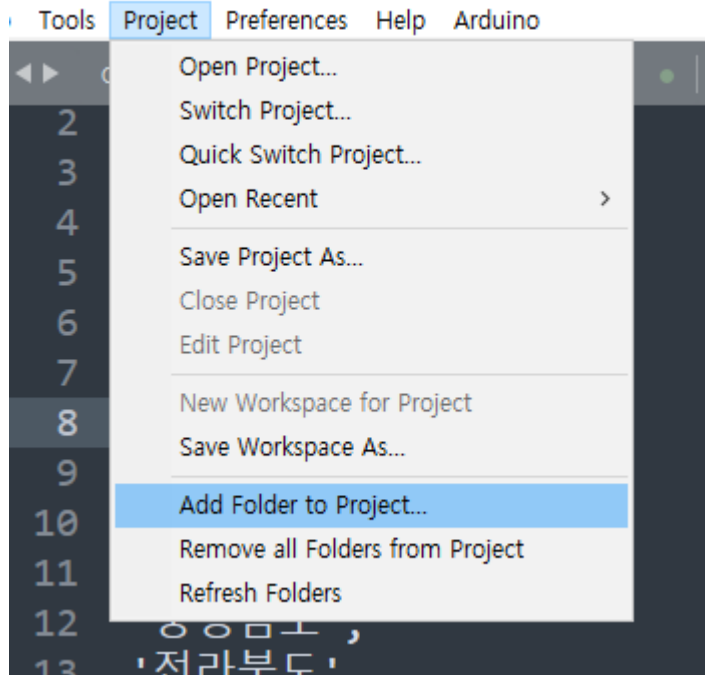 Tools Project Preferences Help Arduino
Open Project...
2 Switch Project...
3 Quick Switch Project...
4 Open Recent >
5 Save Project As...
6 Close Project
7 Edit Project
8 New Workspace for Project
9 Save Workspace As...
10 Add Folder to Project...
11 Remove all Folders from Project
Refresh Folders
12
13 '전라북도'